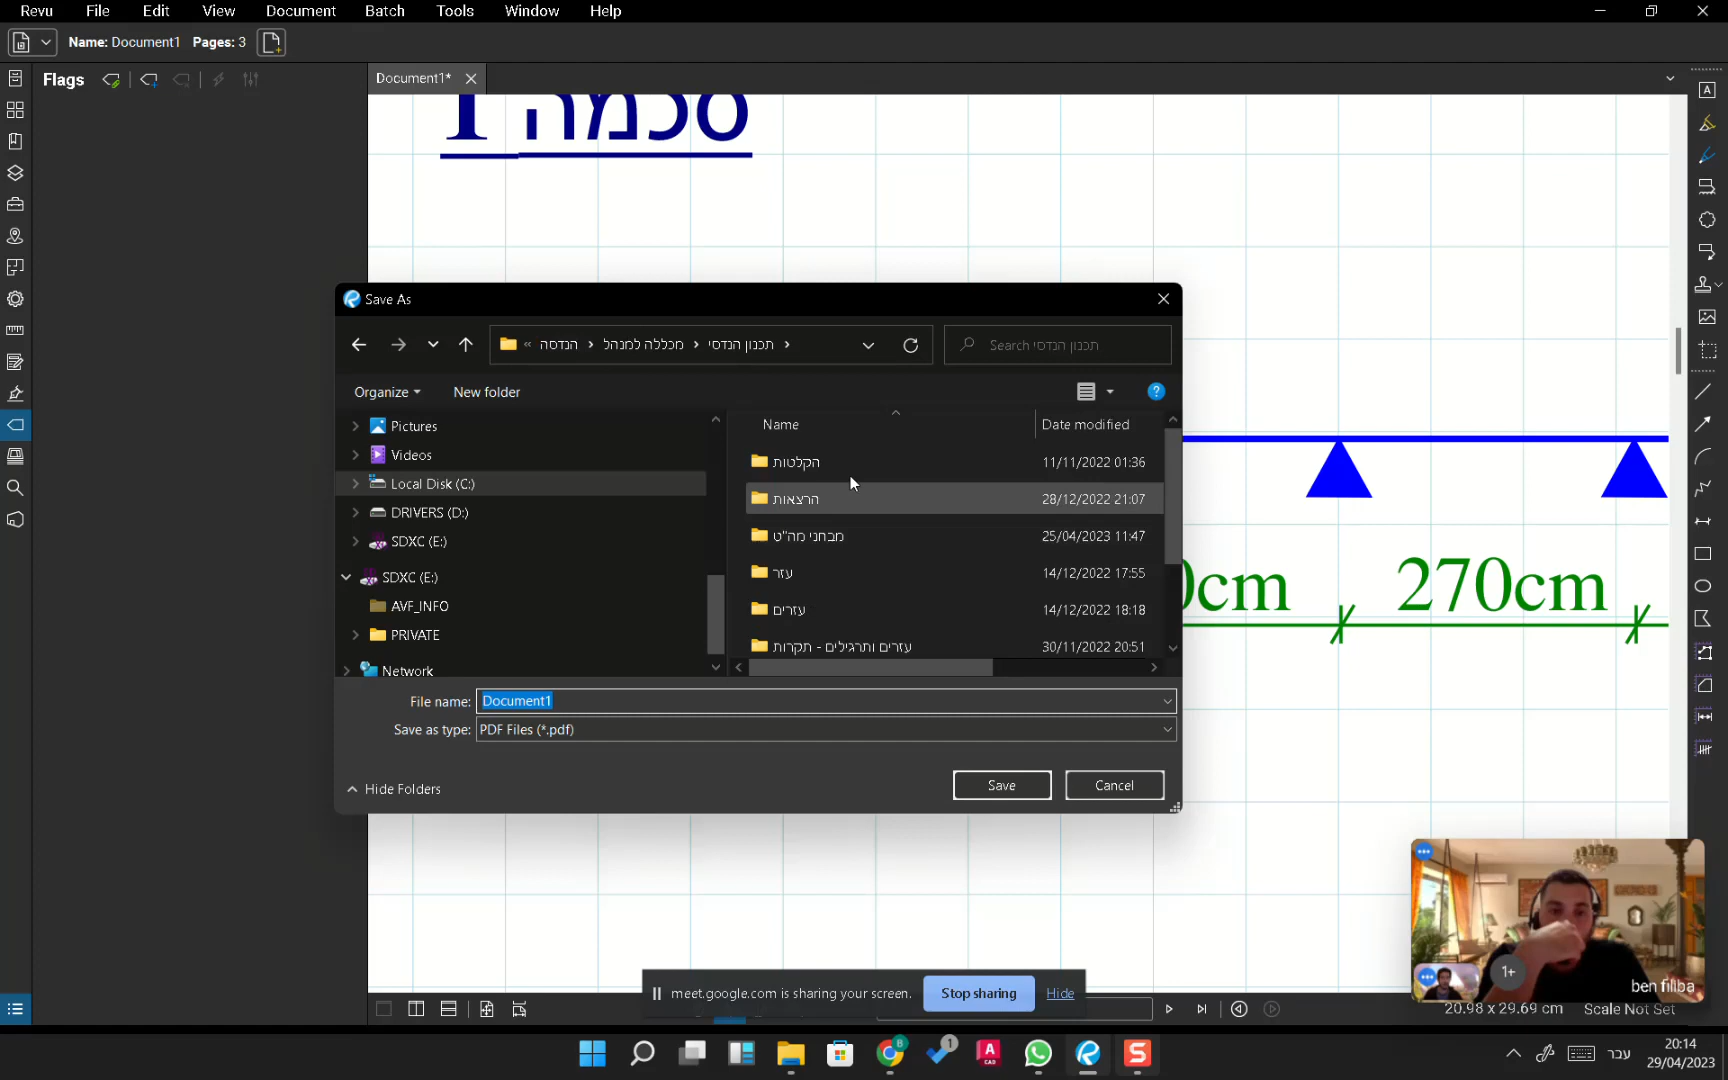 Revu File Edit View Document Batch Tools Window Help
Name: Document1 Pages: 3
Flags
Document1*
סכמה 1
Save As
« הנדסה › מכללה למנהל › תכנון הנדסי ›
Search תכנון הנדסי
Organize New folder
Name Date modified
Pictures
Videos
Local Disk (C:)
DRIVERS (D:)
SDXC (E:)
SDXC (E:)
AVF_INFO
PRIVATE
Network
הקלטות 11/11/2022 01:36
הרצאות 28/12/2022 21:07
מבחני מה"ט 25/04/2023 11:47
עזר 14/12/2022 17:55
עזרים 14/12/2022 18:18
עזרים ותרגילים - תקרות 30/11/2022 20:51
0cm 270cm
File name: Document1
Save as type: PDF Files (*.pdf)
Hide Folders
Save Cancel
1+
ben filiba
meet.google.com is sharing your screen. Stop sharing Hide
20.98 x 29.69 cm Scale Not Set
עבר
20:14
29/04/2023